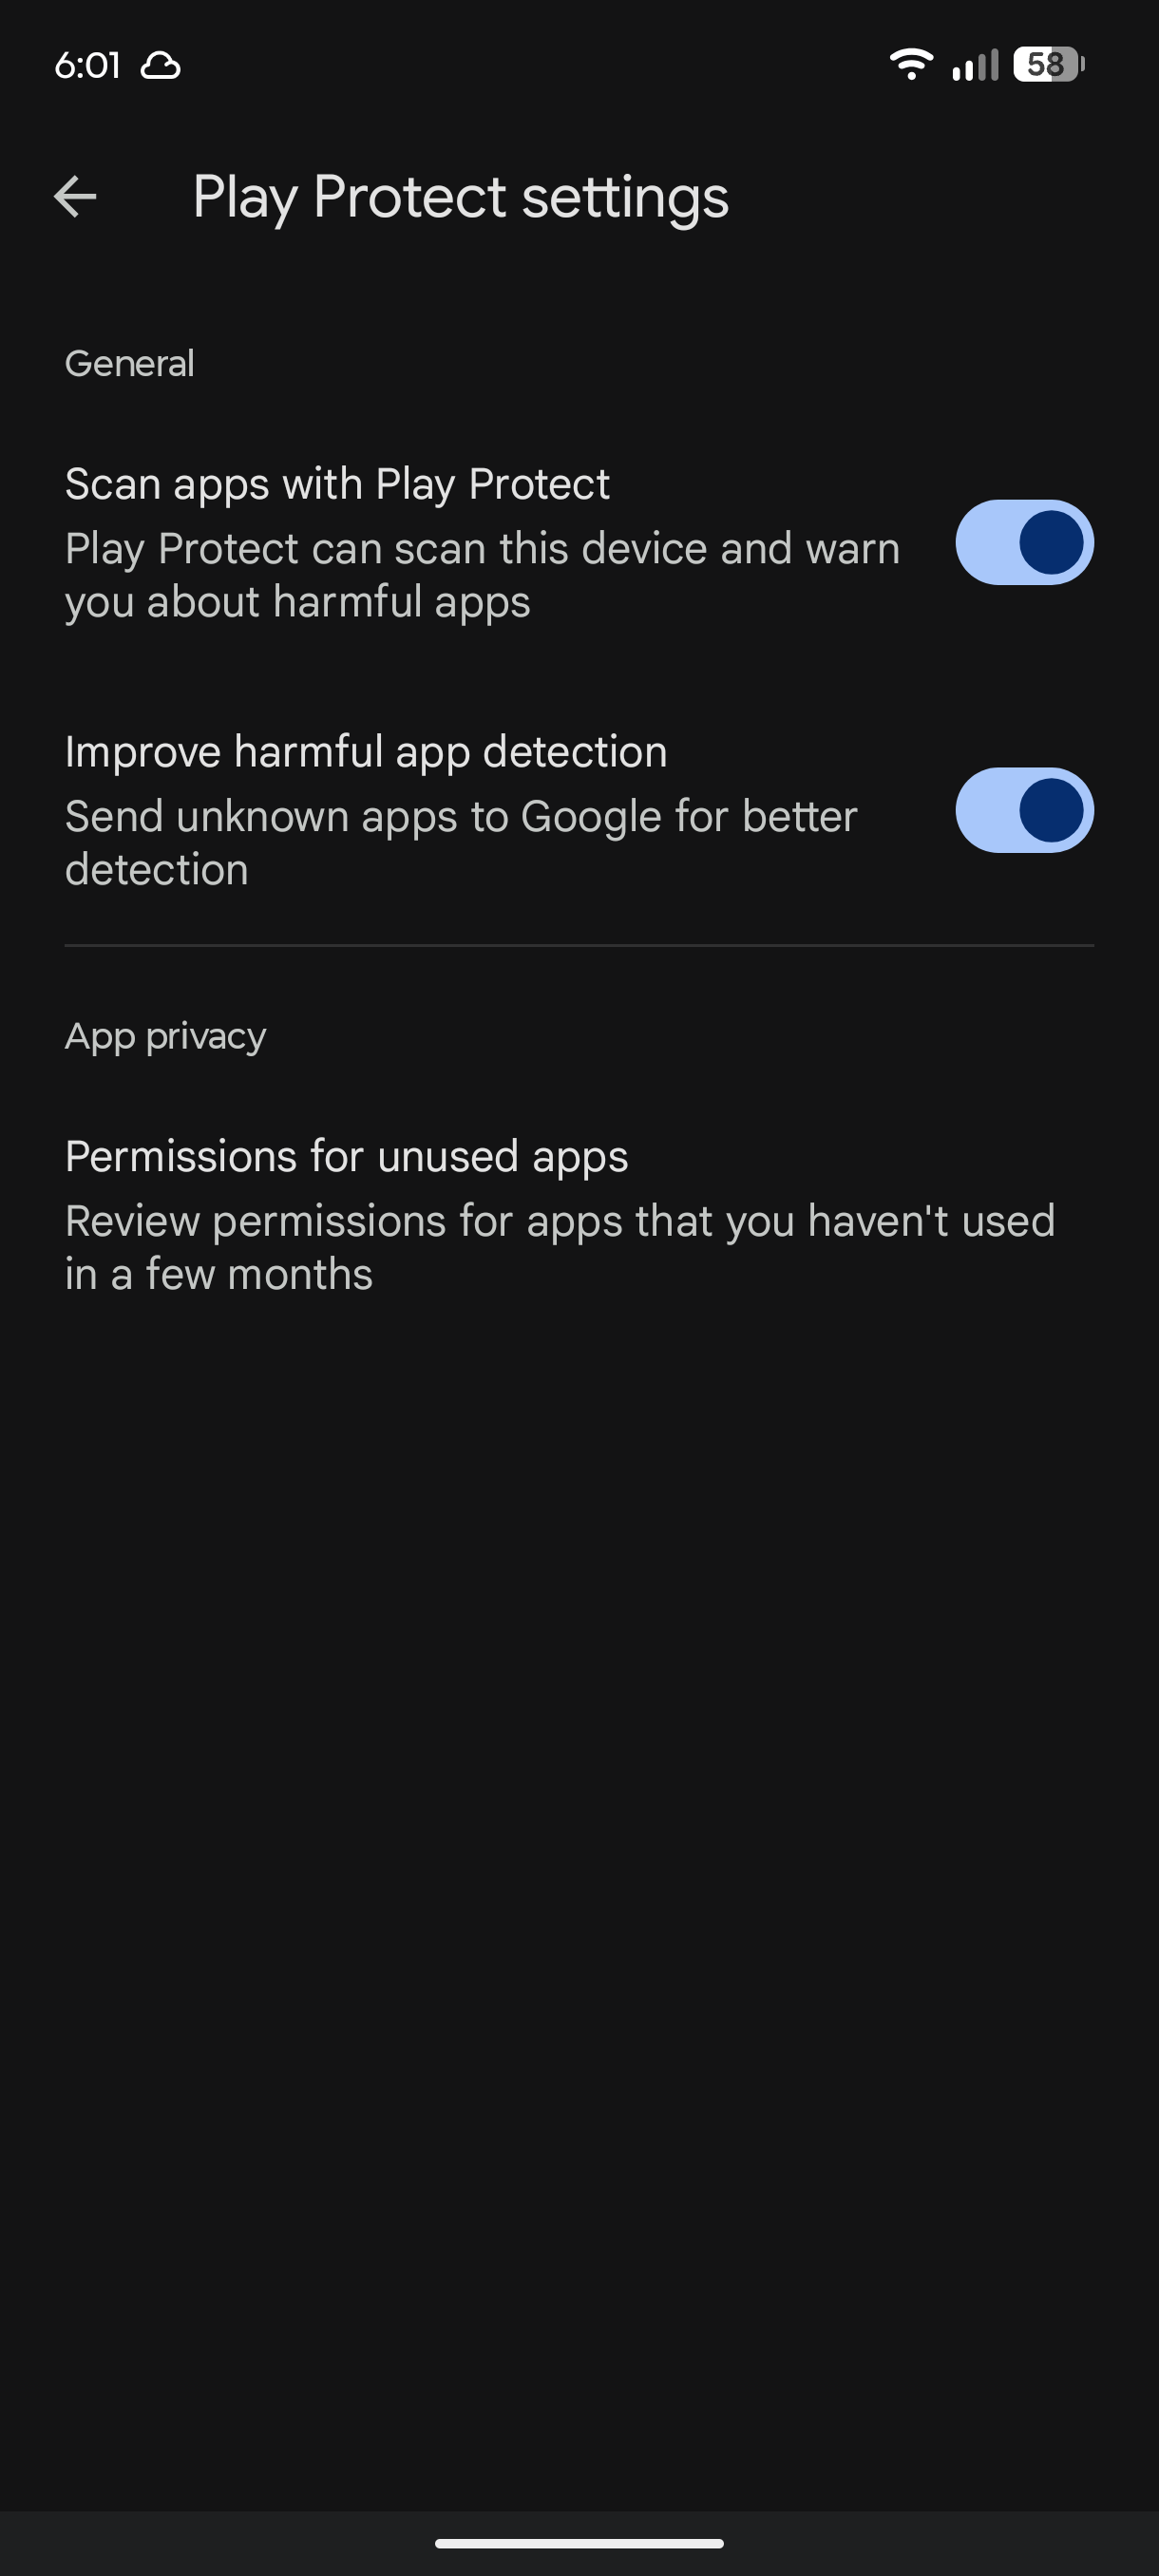 6:01
58
Play Protect settings
General
Scan apps with Play Protect
Play Protect can scan this device and warn
you about harmful apps
Improve harmful app detection
Send unknown apps to Google for better
detection
App privacy
Permissions for unused apps
Review permissions for apps that you haven't used
in a few months